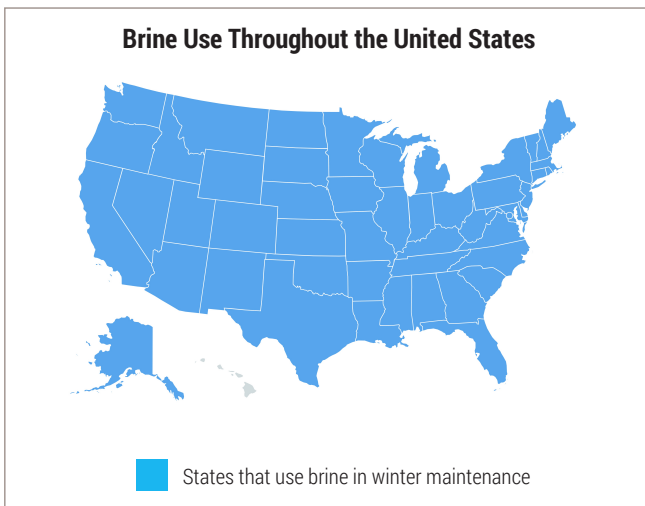 Brine Use Throughout the United States
States that use brine in winter maintenance